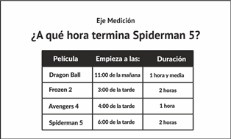 Eje Medición
¿A qué hora termina Spiderman 5?
Película Empieza a las: Duración
Dragon Ball 11:00 de la mañana 1 hora y media
Frozen 2 3:00 de la tarde 2 horas
Avengers 4 4:00 de la tarde 1 hora
Spiderman 5 6:00 de la tarde 2 horas